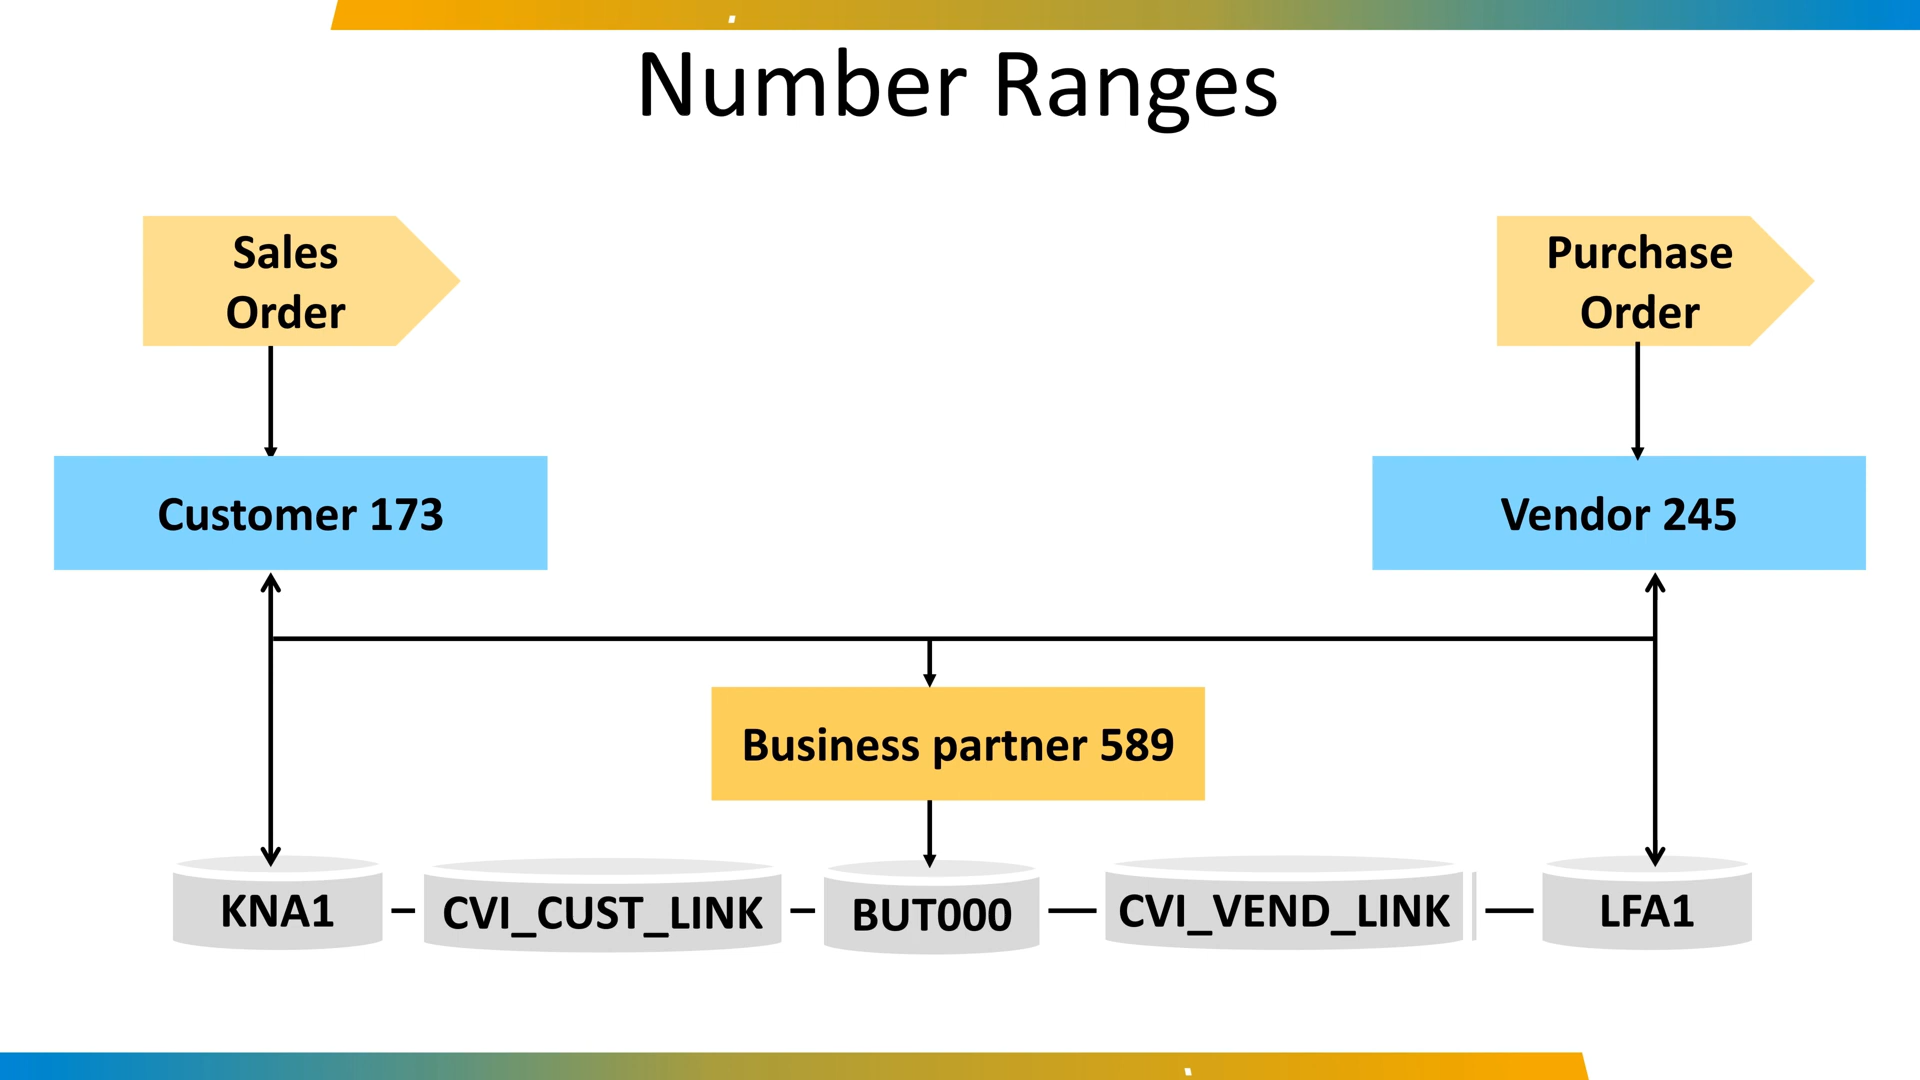 Number Ranges
Sales
Order
Purchase
Order
Customer 173
Vendor 245
Business partner 589
KNA1
CVI_CUST_LINK
BUT000
CVI_VEND_LINK
LFA1